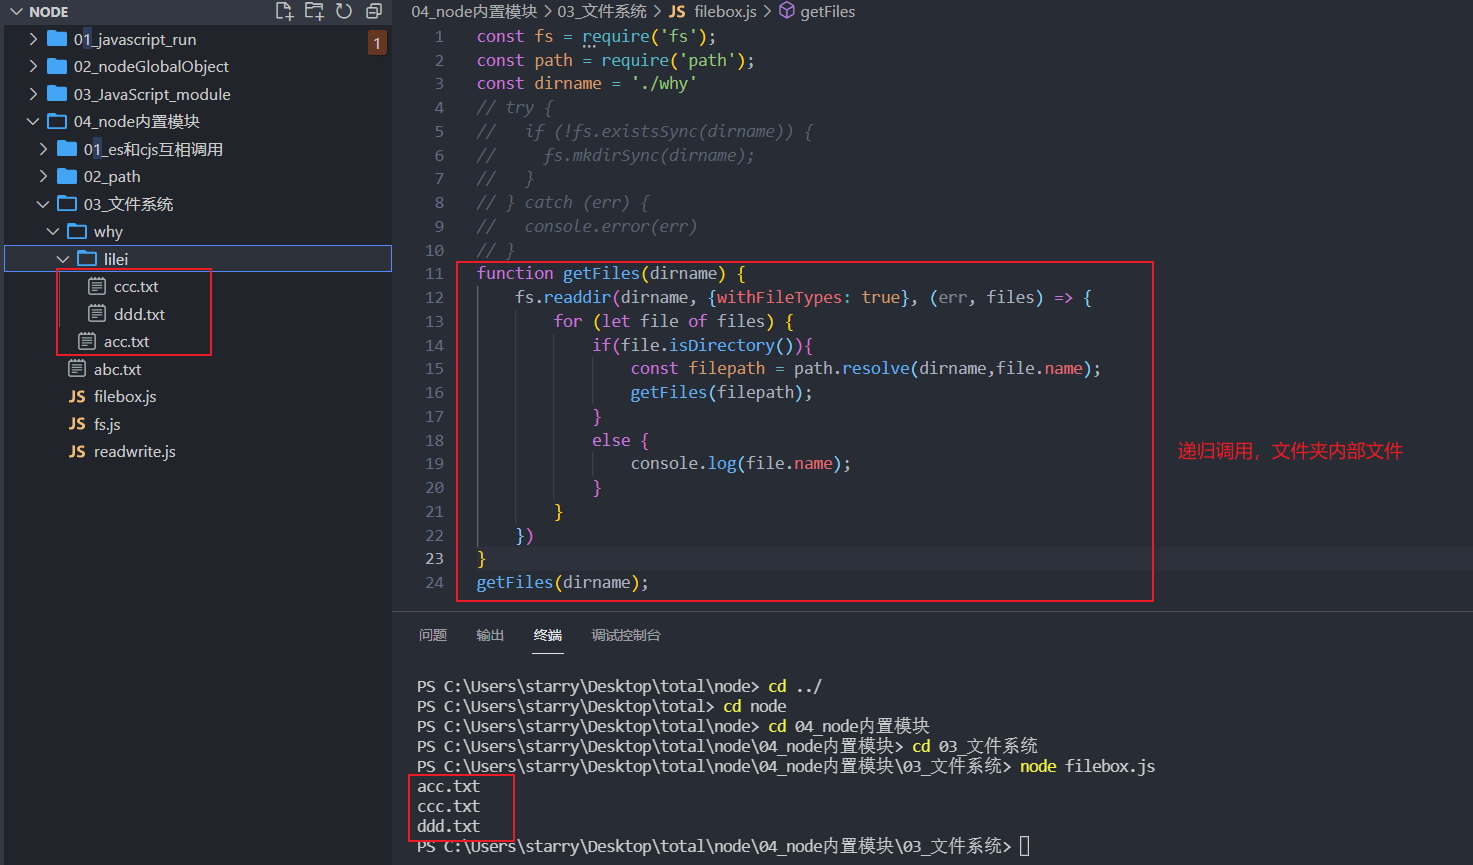 NODE
01_javascript_run
1
02_nodeGlobalObject
03_JavaScript_module
04_node内置模块
01_es和cjs互相调用
02_path
03_文件系统
why
lilei
ccc.txt
ddd.txt
acc.txt
abc.txt
JS filebox.js
JS fs.js
JS readwrite.js
04_node内置模块 > 03_文件系统 > JS filebox.js > getFiles
1 const fs = require('fs');
2 const path = require('path');
3 const dirname = './why'
4 // try {
5 //   if (!fs.existsSync(dirname)) {
6 //     fs.mkdirSync(dirname);
7 //   }
8 // } catch (err) {
9 //   console.error(err)
10 // }
11 function getFiles(dirname) {
12     fs.readdir(dirname, {withFileTypes: true}, (err, files) => {
13         for (let file of files) {
14             if(file.isDirectory()){
15                 const filepath = path.resolve(dirname,file.name);
16                 getFiles(filepath);
17             }
18             else {
19                 console.log(file.name);
20             }
21         }
22     })
23 }
24 getFiles(dirname);
递归调用，文件夹内部文件
问题 输出 终端 调试控制台
PS C:\Users\starry\Desktop\total\node> cd ../
PS C:\Users\starry\Desktop\total> cd node
PS C:\Users\starry\Desktop\total\node> cd 04_node内置模块
PS C:\Users\starry\Desktop\total\node\04_node内置模块> cd 03_文件系统
PS C:\Users\starry\Desktop\total\node\04_node内置模块\03_文件系统> node filebox.js
acc.txt
ccc.txt
ddd.txt
PS C:\Users\starry\Desktop\total\node\04_node内置模块\03_文件系统>